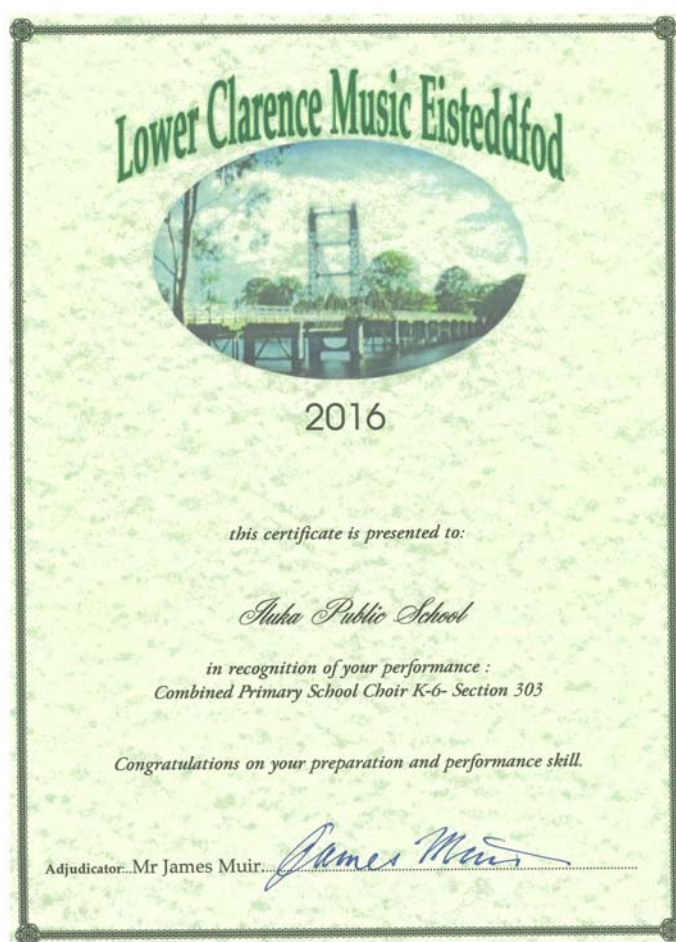 Lower Clarence Music Eisteddfod
2016
this certificate is presented to:
Iluka Public School
in recognition of your performance :
Combined Primary School Choir K-6- Section 303
Congratulations on your preparation and performance skill.
Adjudicator:..Mr James Muir. James Muir